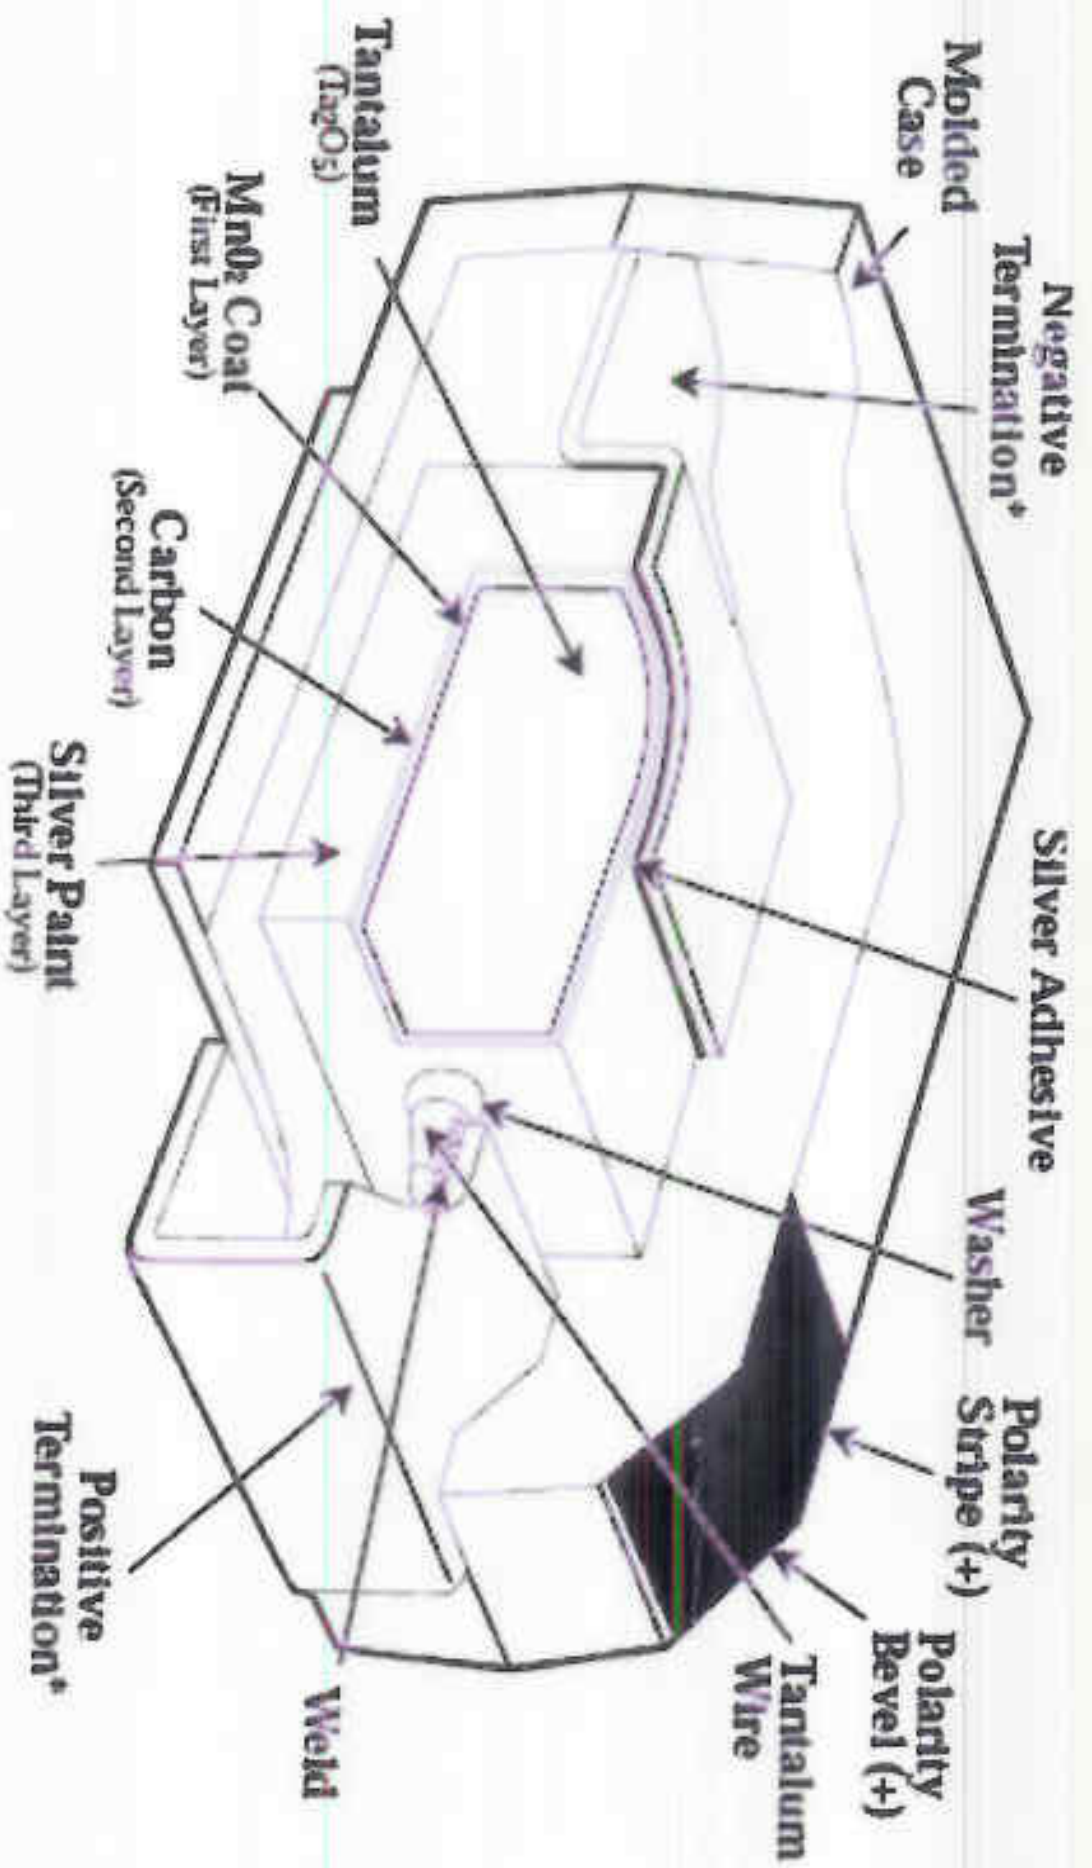 Negative
Termination*
Molded
Case
Silver Adhesive
Washer
Polarity
Stripe (+)
Polarity
Bevel (+)
Tantalum
Wire
Tantalum
(Ta₂O₅)
MnO₂ Coat
(First Layer)
Carbon
(Second Layer)
Silver Paint
(Third Layer)
Positive
Termination*
Weld